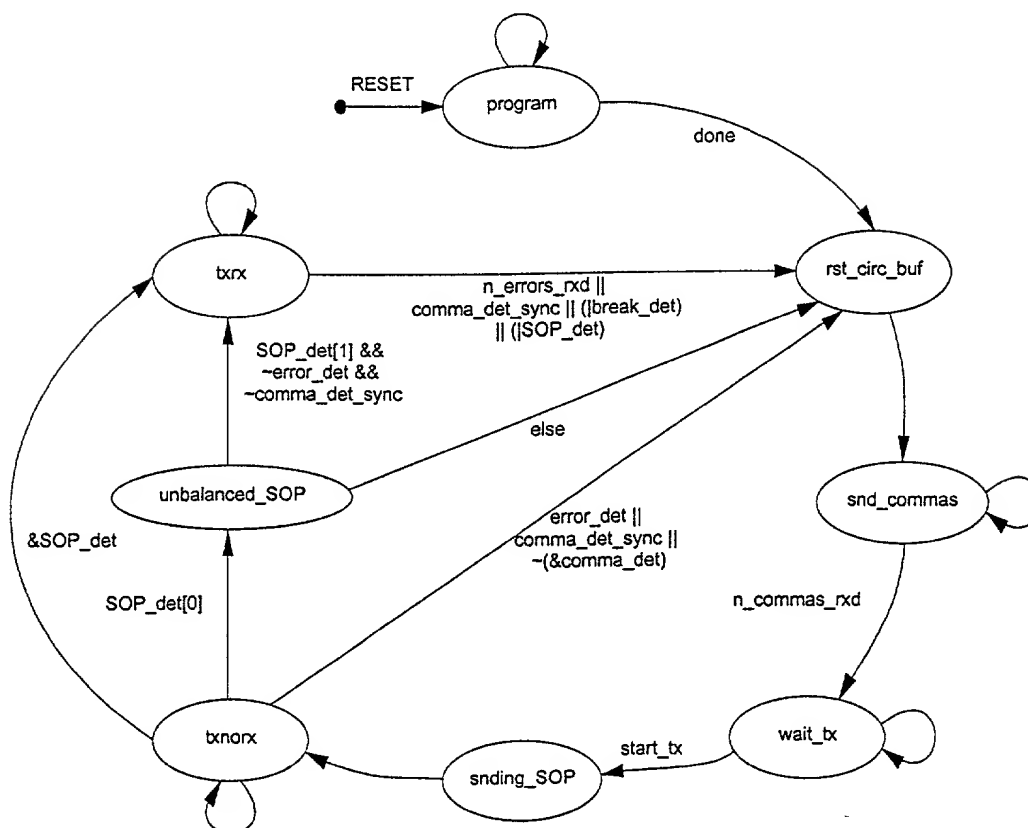 RESET
program
done
txrx
rst_circ_buf
n_errors_rxd ||
comma_det_sync || (|break_det)
|| (|SOP_det)
SOP_det[1] &&
~error_det &&
~comma_det_sync
else
unbalanced_SOP
snd_commas
error_det ||
comma_det_sync ||
~(&comma_det)
&SOP_det
SOP_det[0]
n_commas_rxd
txnorx
wait_tx
start_tx
snding_SOP